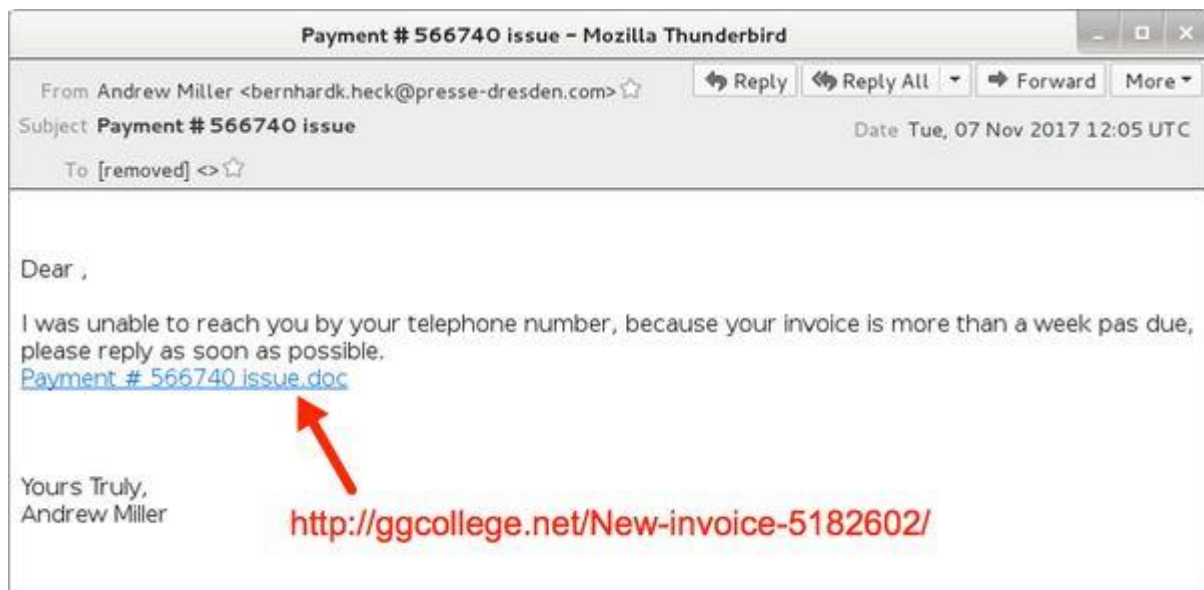 Payment # 566740 issue – Mozilla Thunderbird
From Andrew Miller <bernhardk.heck@presse-dresden.com> Reply Reply All Forward More
Subject Payment # 566740 issue Date Tue, 07 Nov 2017 12:05 UTC
To [removed] <>
Dear ,
I was unable to reach you by your telephone number, because your invoice is more than a week pas due,
please reply as soon as possible.
Payment # 566740 issue.doc
Yours Truly,
Andrew Miller
http://ggcollege.net/New-invoice-5182602/